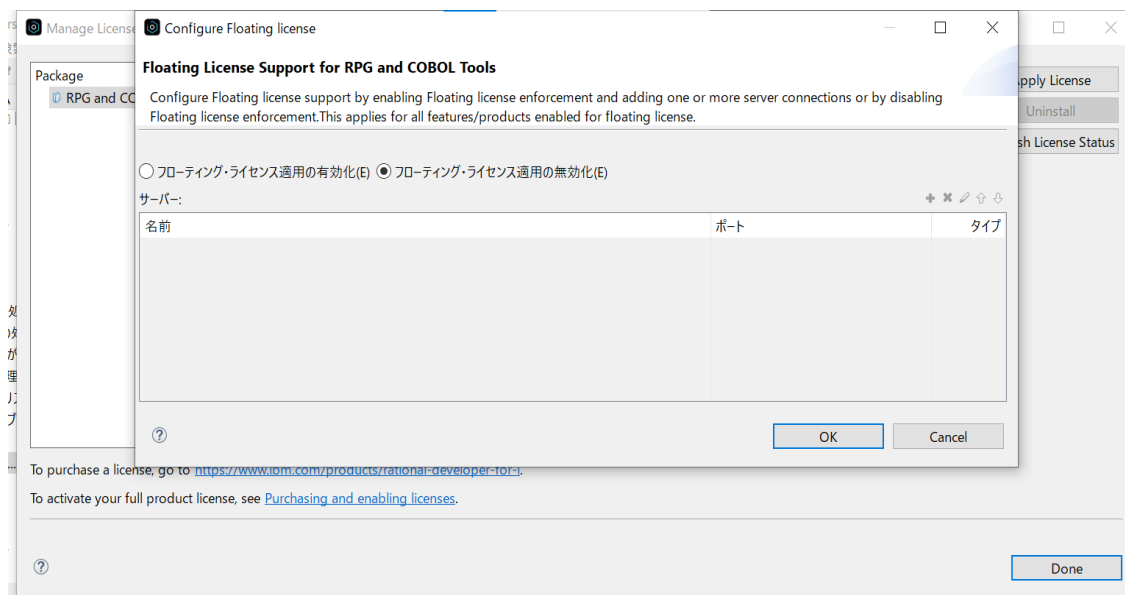 Manage License
Configure Floating license
Floating License Support for RPG and COBOL Tools
Configure Floating license support by enabling Floating license enforcement and adding one or more server connections or by disabling
Floating license enforcement.This applies for all features/products enabled for floating license.
フローティング・ライセンス適用の有効化(E) フローティング・ライセンス適用の無効化(E)
サーバー:
名前 ポート タイプ
OK Cancel
Package
RPG and CO
pply License
Uninstall
sh License Status
To purchase a license, go to https://www.ibm.com/products/rational-developer-for-i.
To activate your full product license, see Purchasing and enabling licenses.
Done